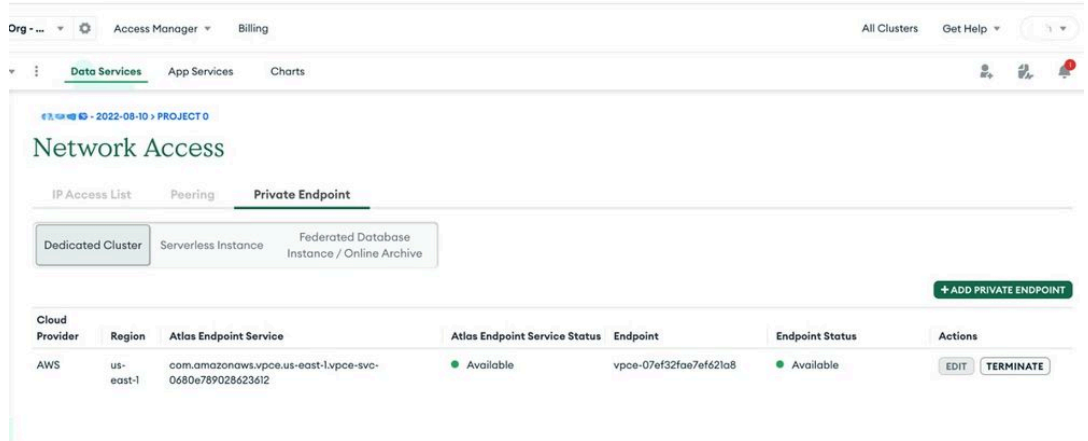 Org - ...
Access Manager
Billing
All Clusters
Get Help
Data Services
App Services
Charts
1
- 2022-08-10 > PROJECT 0
Network Access
IP Access List
Peering
Private Endpoint
Dedicated Cluster
Serverless Instance
Federated Database
Instance / Online Archive
+ ADD PRIVATE ENDPOINT
Cloud
Provider
Region
Atlas Endpoint Service
Atlas Endpoint Service Status
Endpoint
Endpoint Status
Actions
AWS
us-
east-1
com.amazonaws.vpce.us-east-1.vpce-svc-
0680e789028623612
Available
vpce-07ef32fae7ef621a8
Available
EDIT
TERMINATE